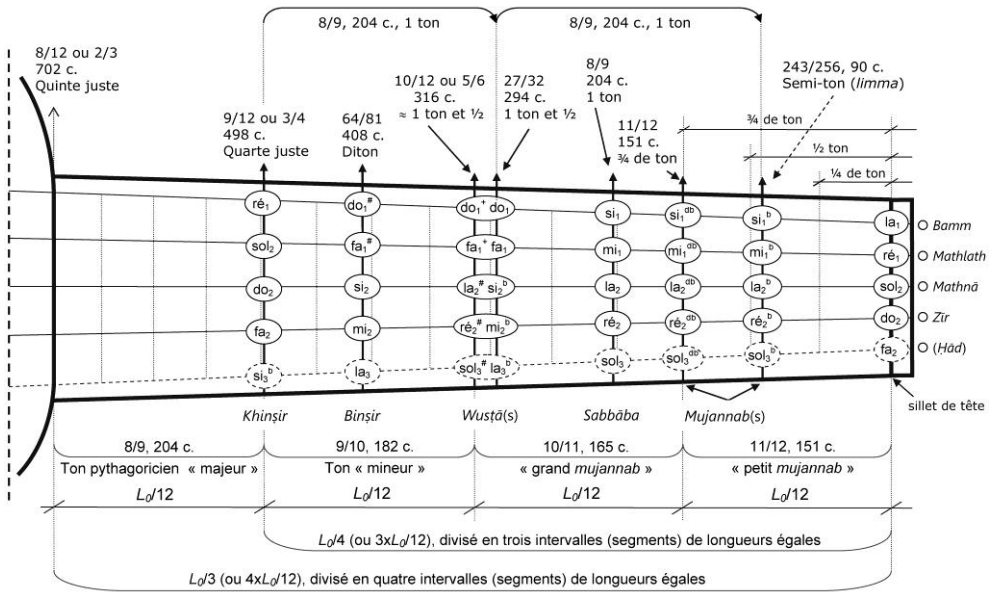 8/9, 204 c., 1 ton
8/9, 204 c., 1 ton
8/12 ou 2/3
702 c.
Quinte juste
9/12 ou 3/4
498 c.
Quarte juste
64/81
408 c.
Diton
10/12 ou 5/6
316 c.
≈ 1 ton et ½
27/32
294 c.
1 ton et ½
8/9
204 c.
1 ton
11/12
151 c.
¾ de ton
243/256, 90 c.
Semi-ton (limma)
¾ de ton
½ ton
¼ de ton
ré₁ do₁# do₁⁺ do₁ si₁ si₁db si₁b la₁ Bamm
sol₂ fa₁# fa₁⁺ fa₁ mi₁ mi₁db mi₁b ré₁ Mathlath
do₂ si₂ la₂# si₂b la₂ la₂db la₂b sol₂ Mathnā
fa₂ mi₂ ré₂# mi₂b ré₂ ré₂db ré₂b do₂ Zīr
si₃b la₃ sol₃# la₃b sol₃ sol₃db sol₃b fa₂ (Ḥād)
sillet de tête
Khinṣir Binṣir Wusṭā(s) Sabbāba Mujannab(s)
8/9, 204 c. 9/10, 182 c. 10/11, 165 c. 11/12, 151 c.
Ton pythagoricien « majeur » Ton « mineur » « grand mujannab » « petit mujannab »
L₀/12 L₀/12 L₀/12 L₀/12
L₀/4 (ou 3xL₀/12), divisé en trois intervalles (segments) de longueurs égales
L₀/3 (ou 4xL₀/12), divisé en quatre intervalles (segments) de longueurs égales